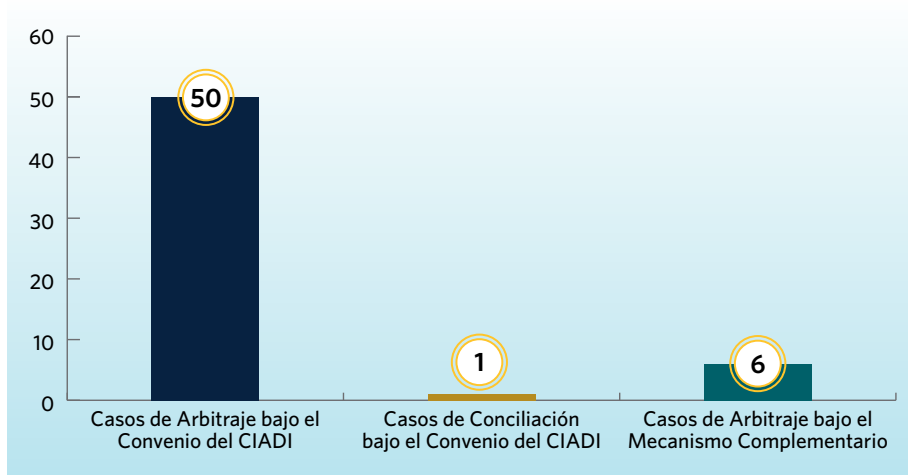 60
50
40
30
20
10
0
50
1
6
Casos de Arbitraje bajo el
Convenio del CIADI
Casos de Conciliación
bajo el Convenio del CIADI
Casos de Arbitraje bajo el
Mecanismo Complementario